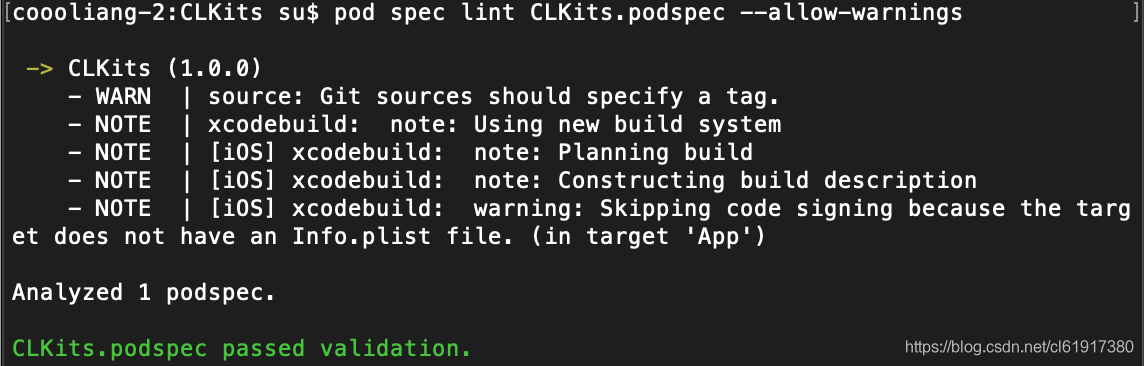 [coooliang-2:CLKits su$ pod spec lint CLKits.podspec --allow-warnings ]
-> CLKits (1.0.0)
- WARN | source: Git sources should specify a tag.
- NOTE | xcodebuild: note: Using new build system
- NOTE | [iOS] xcodebuild: note: Planning build
- NOTE | [iOS] xcodebuild: note: Constructing build description
- NOTE | [iOS] xcodebuild: warning: Skipping code signing because the targ
et does not have an Info.plist file. (in target 'App')
Analyzed 1 podspec.
CLKits.podspec passed validation.
https://blog.csdn.net/cl61917380